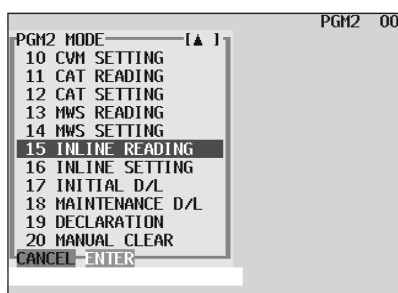 PGM2 00
PGM2 MODE [▲ ]
10 CVM SETTING
11 CAT READING
12 CAT SETTING
13 MWS READING
14 MWS SETTING
15 INLINE READING
16 INLINE SETTING
17 INITIAL D/L
18 MAINTENANCE D/L
19 DECLARATION
20 MANUAL CLEAR
CANCEL ENTER